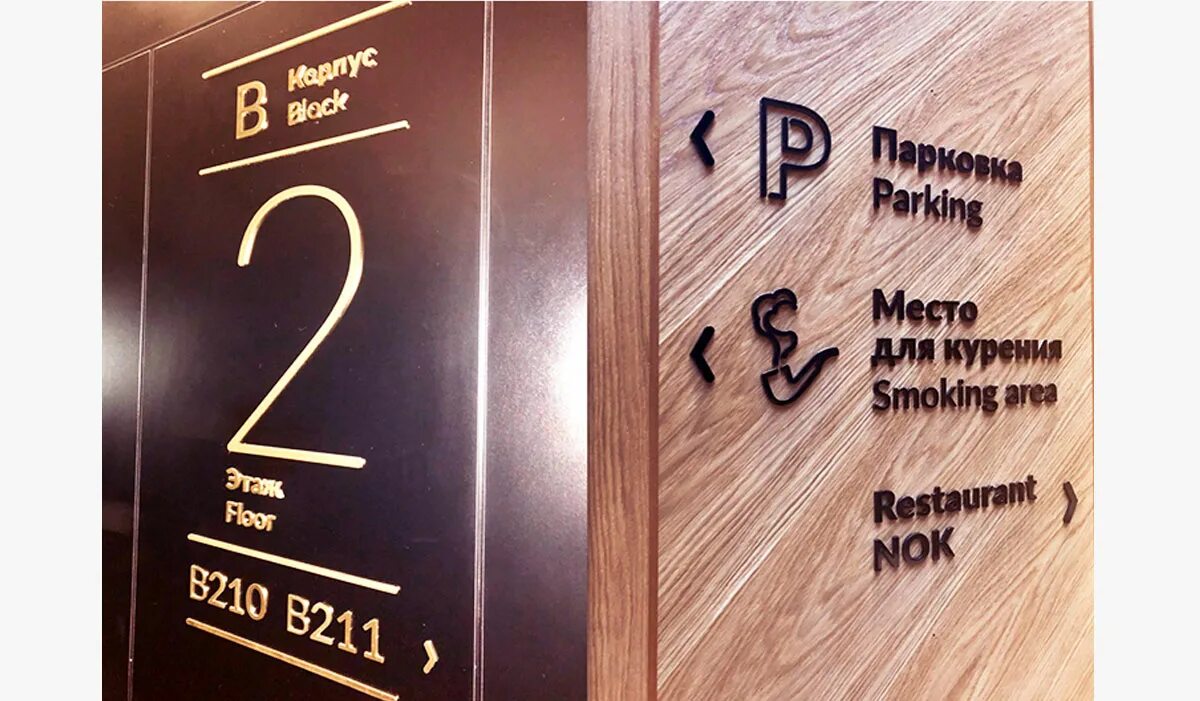 B Корпус
Block
2
Этаж
Floor
B210 B211
P Парковка
Parking
Место
для курения
Smoking area
Restaurant
NOK